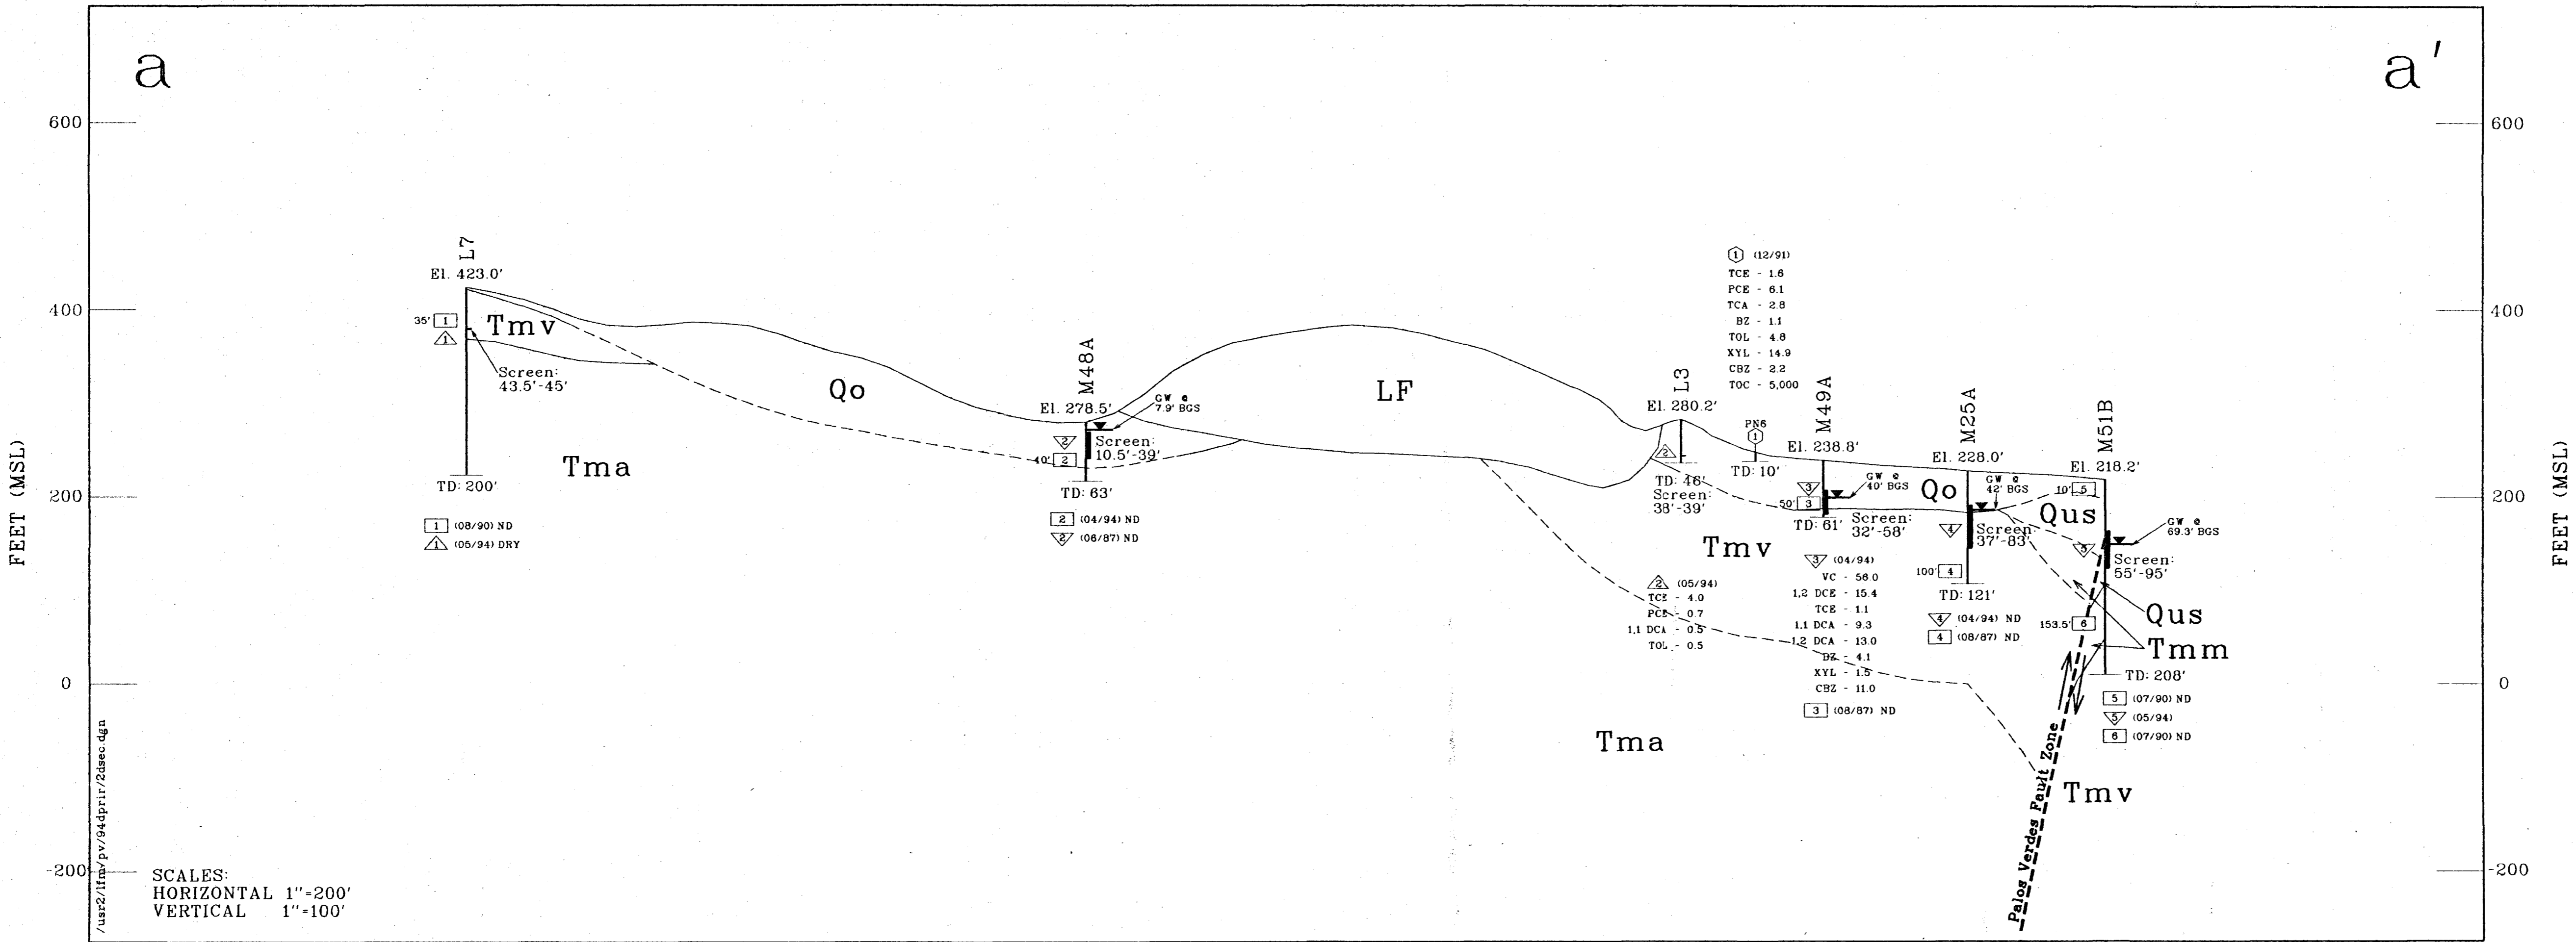 a
a'
600
400
200
0
-200
FEET (MSL)
600
400
200
0
-200
FEET (MSL)
L7
El. 423.0'
35' 1
1
Tmv
Screen:
43.5'-45'
TD: 200'
1 (08/90) ND
1 (05/94) DRY
Tma
Qo
M48A
El. 278.5'
GW @
7.9' BGS
2
40' 2
Screen:
10.5'-39'
TD: 63'
2 (04/94) ND
2 (06/87) ND
LF
L3
El. 280.2'
2
TD: 46'
Screen:
38'-39'
1 (12/91)
TCE - 1.6
PCE - 6.1
TCA - 2.8
BZ - 1.1
TOL - 4.8
XYL - 14.9
CBZ - 2.2
TOC - 5,000
PN6
1
TD: 10'
M49A
El. 238.8'
GW @
40' BGS
3
50' 3
TD: 61'
Screen:
32'-58'
Tmv
2 (05/94)
TCE - 4.0
PCE - 0.7
1,1 DCA - 0.5
TOL - 0.5
3 (04/94)
VC - 56.0
1,2 DCE - 15.4
TCE - 1.1
1,1 DCA - 9.3
1,2 DCA - 13.0
BZ - 4.1
XYL - 1.5
CBZ - 11.0
3 (08/87) ND
Tma
M25A
El. 228.0'
Qo
GW @
42' BGS
4
Screen:
37'-83'
100' 4
TD: 121'
4 (04/94) ND
4 (08/87) ND
M51B
El. 218.2'
10' 5
Qus
GW @
69.3' BGS
5
Screen:
55'-95'
Qus
153.5' 6
Tmm
TD: 208'
5 (07/90) ND
5 (05/94)
6 (07/90) ND
Tmv
Palos Verdes Fault Zone
/usr2/lfm/pv/94dprir/2dsec.dgn
SCALES:
HORIZONTAL 1"=200'
VERTICAL 1"=100'